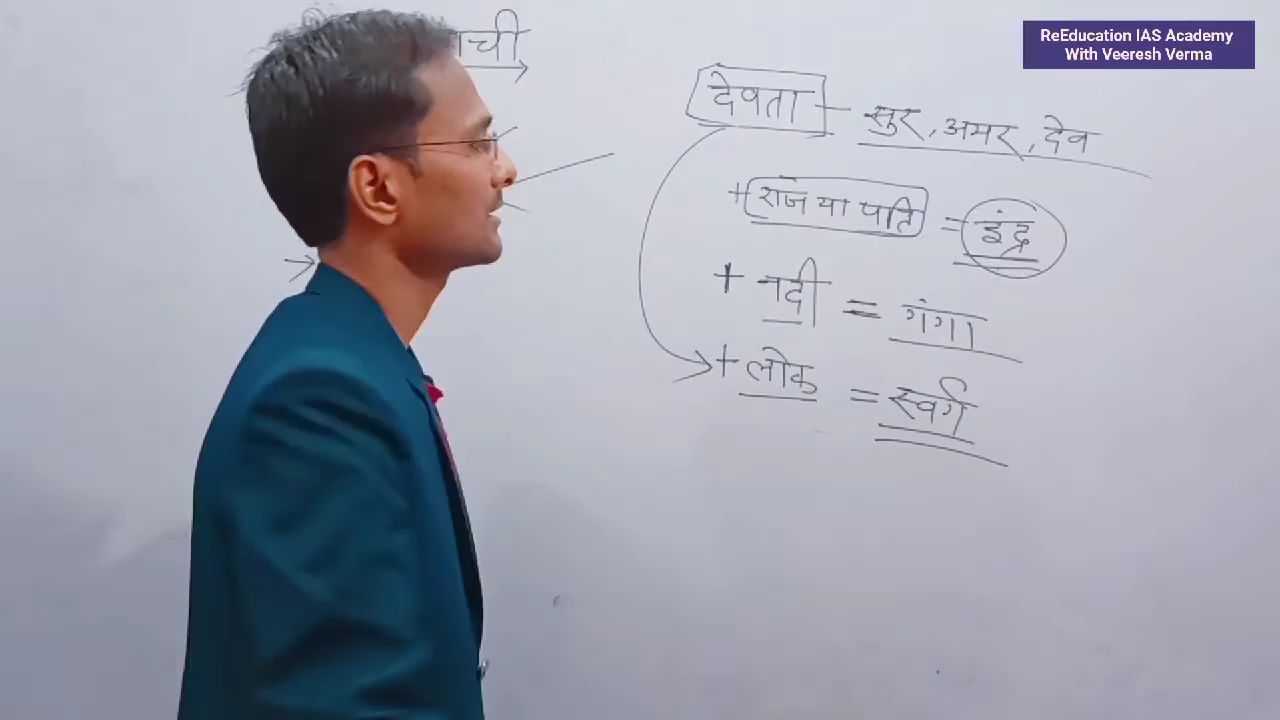 ReEducation IAS Academy
With Veeresh Verma
ाची
देवता - सुर, अमर, देव
+ राज या पति = इंद्र
+ नदी = गंगा
+ लोक = स्वर्ग